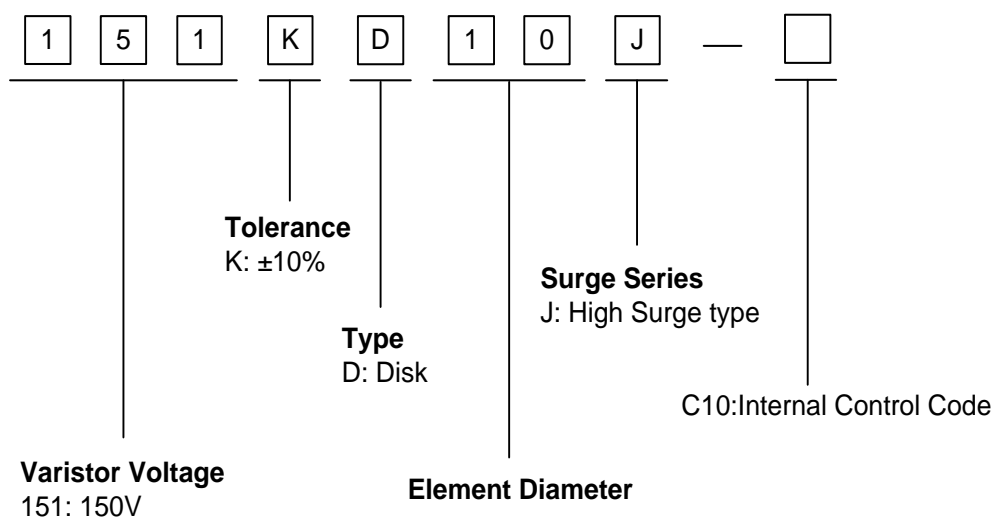 1 5 1 K D 1 0 J —
Tolerance
K: ±10%
Surge Series
J: High Surge type
Type
D: Disk
C10:Internal Control Code
Varistor Voltage
151: 150V
Element Diameter